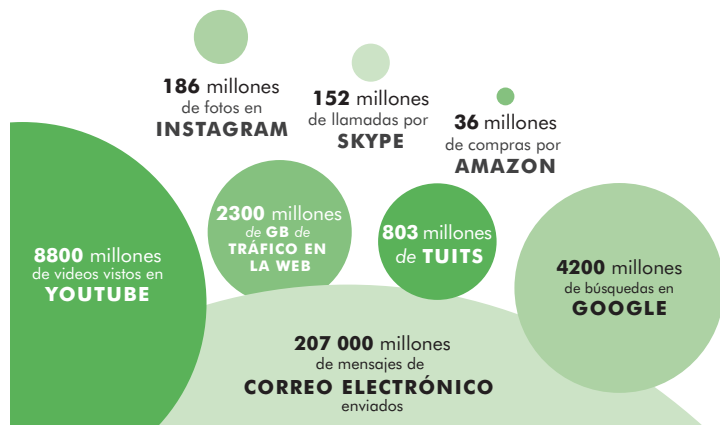 186 millones
de fotos en
INSTAGRAM
152 millones
de llamadas por
SKYPE
36 millones
de compras por
AMAZON
8800 millones
de videos vistos en
YOUTUBE
2300 millones
de GB de
TRÁFICO EN
LA WEB
803 millones
de TUITS
4200 millones
de búsquedas en
GOOGLE
207 000 millones
de mensajes de
CORREO ELECTRÓNICO
enviados